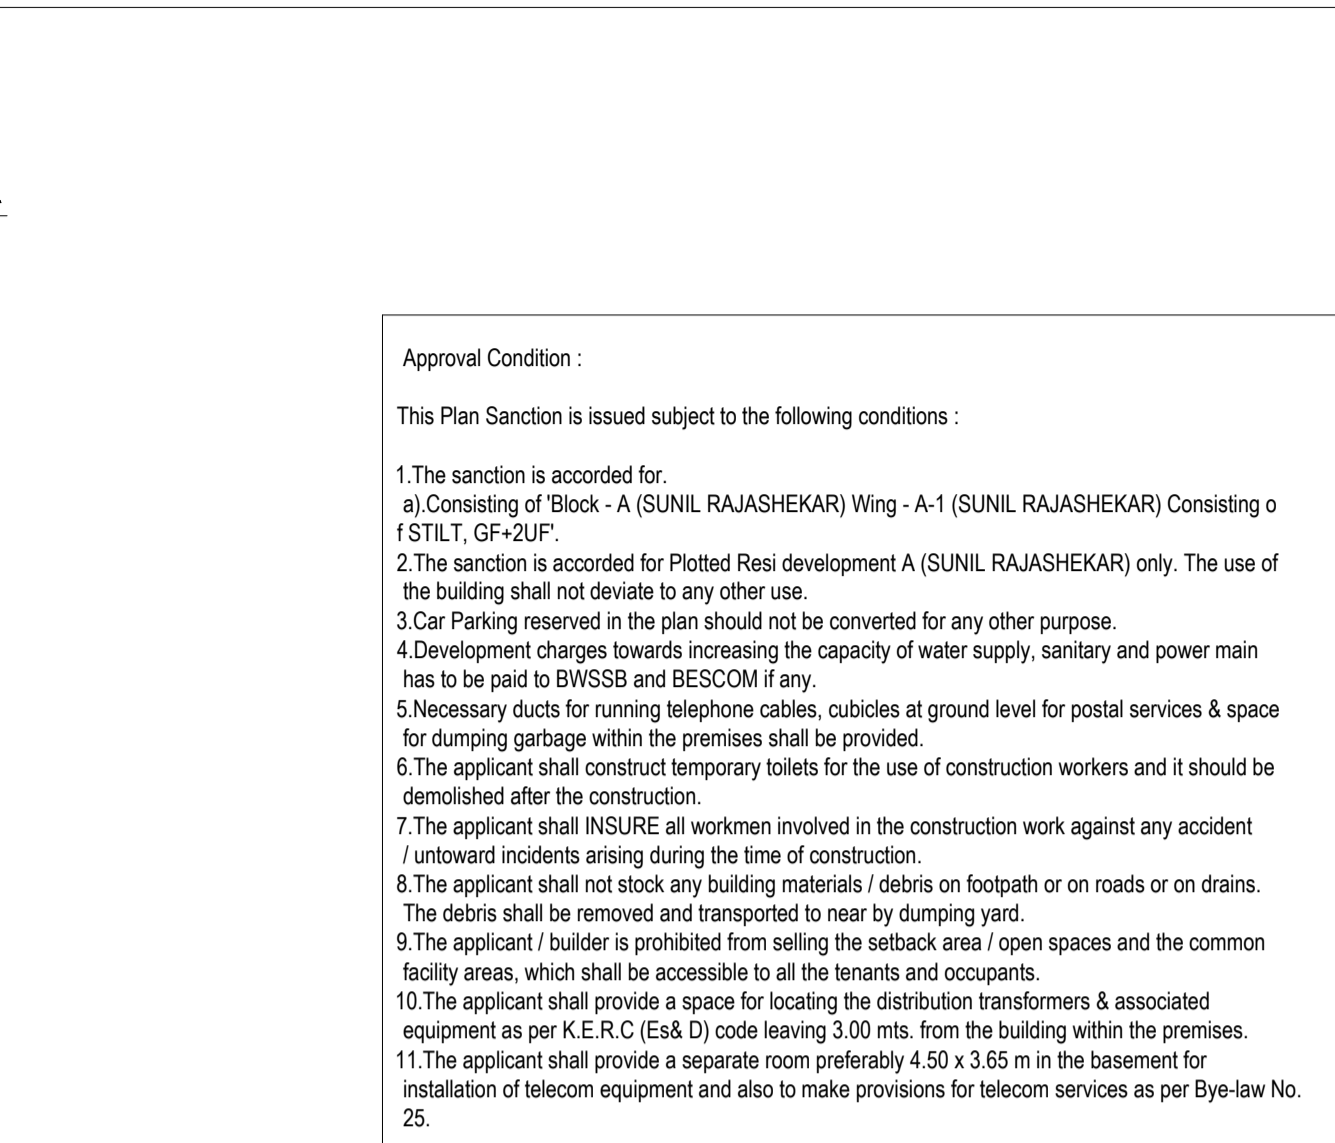 Approval Condition :
This Plan Sanction is issued subject to the following conditions :
1.The sanction is accorded for.
a).Consisting of 'Block - A (SUNIL RAJASHEKAR) Wing - A-1 (SUNIL RAJASHEKAR) Consisting o
f STILT, GF+2UF'.
2.The sanction is accorded for Plotted Resi development A (SUNIL RAJASHEKAR) only. The use of
the building shall not deviate to any other use.
3.Car Parking reserved in the plan should not be converted for any other purpose.
4.Development charges towards increasing the capacity of water supply, sanitary and power main
has to be paid to BWSSB and BESCOM if any.
5.Necessary ducts for running telephone cables, cubicles at ground level for postal services & space
for dumping garbage within the premises shall be provided.
6.The applicant shall construct temporary toilets for the use of construction workers and it should be
demolished after the construction.
7.The applicant shall INSURE all workmen involved in the construction work against any accident
/ untoward incidents arising during the time of construction.
8.The applicant shall not stock any building materials / debris on footpath or on roads or on drains.
The debris shall be removed and transported to near by dumping yard.
9.The applicant / builder is prohibited from selling the setback area / open spaces and the common
facility areas, which shall be accessible to all the tenants and occupants.
10.The applicant shall provide a space for locating the distribution transformers & associated
equipment as per K.E.R.C (Es& D) code leaving 3.00 mts. from the building within the premises.
11.The applicant shall provide a separate room preferably 4.50 x 3.65 m in the basement for
installation of telecom equipment and also to make provisions for telecom services as per Bye-law No.
25.